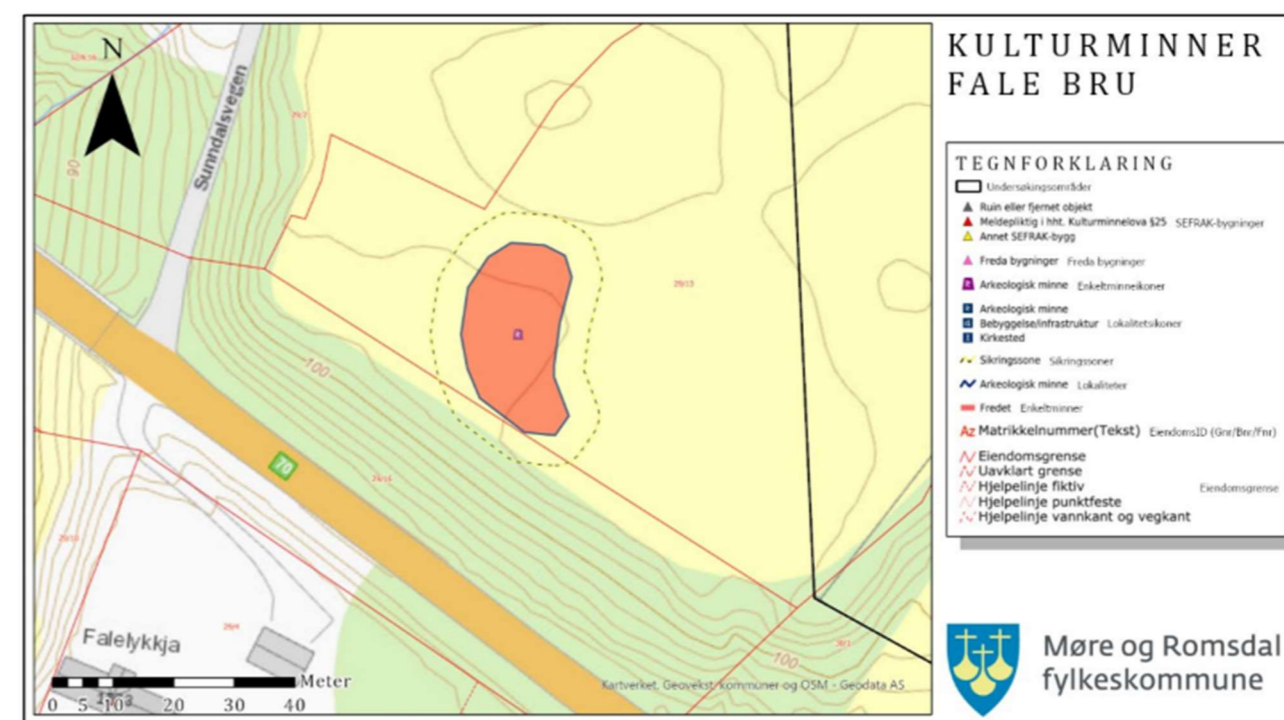 KULTURMINNER
FALE BRU
N
Sunndalsvegen
90
29/13
100
70
Falelykkja
100
Meter
0 5 10 20 30 40
Kartverket, Geovekst, kommuner og OSM - Geodata AS
TEGNFORKLARING
Undersøkingsområder
Ruin eller fjernet objekt
Meldepliktig i hht. Kulturminnelova §25 SEFRAK-bygninger
Annet SEFRAK-bygg
Freda bygninger Freda bygninger
Arkeologisk minne Enkeltminneikoner
Arkeologisk minne
Bebyggelse/infrastruktur Lokalitetsikoner
Kirkested
Sikringssone Sikringssoner
Arkeologisk minne Lokaliteter
Fredet Enkeltminner
Az Matrikkelnummer(Tekst) EiendomsID (Gnr/Bnr/Fnr)
Eiendomsgrense
Uavklart grense
Hjelpelinje fiktiv Eiendomsgrense
Hjelpelinje punktfeste
Hjelpelinje vannkant og vegkant
Møre og Romsdal
fylkeskommune